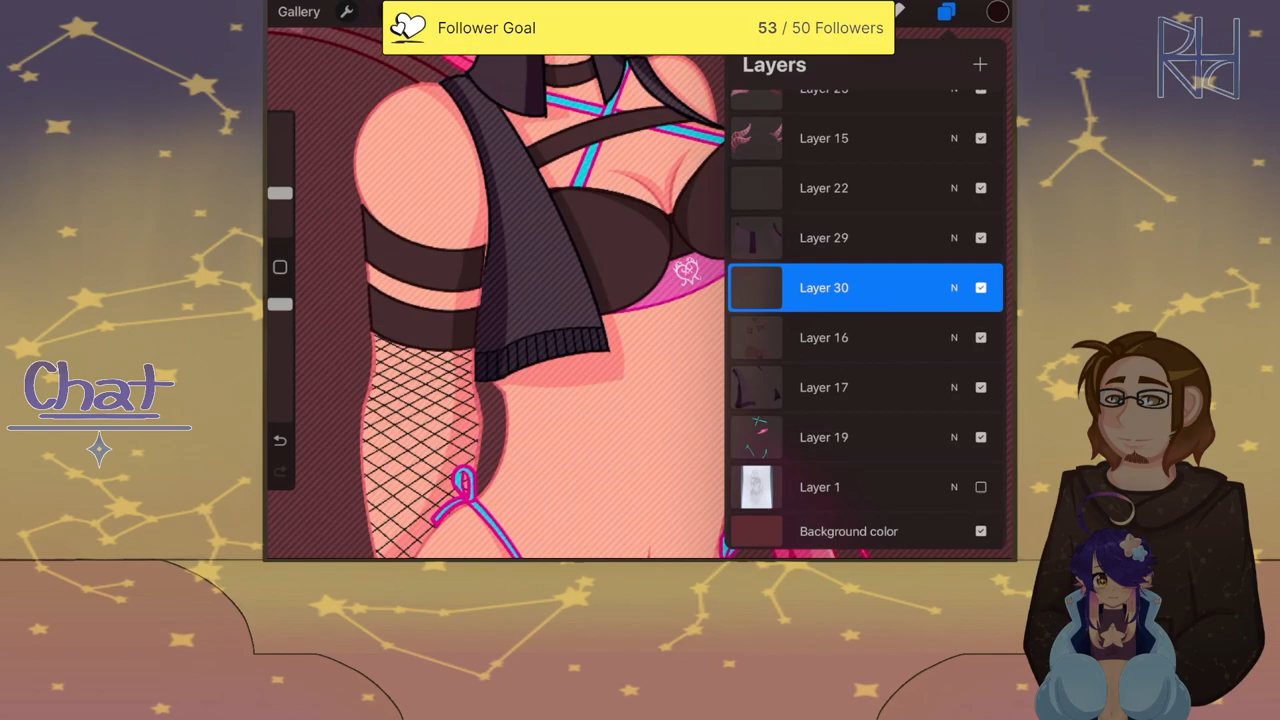 Gallery
Follower Goal
53 / 50 Followers
Layers
N
Layer 15 N
Layer 22 N
Layer 29 N
Layer 30 N
Layer 16 N
Layer 17 N
Layer 19 N
Layer 1 N
Background color
Chat